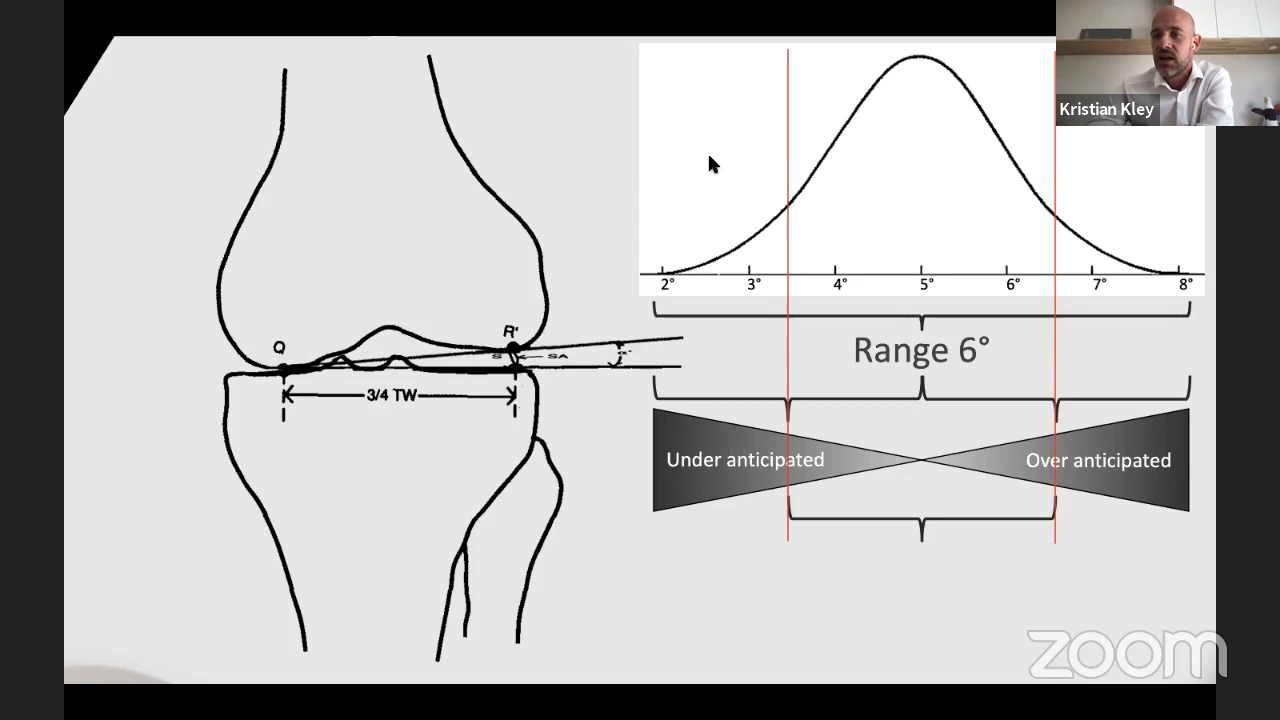 Kristian Kley
2° 3° 4° 5° 6° 7° 8°
Range 6°
Under anticipated
Over anticipated
Q
R'
S
SA
3/4 TW
zoom